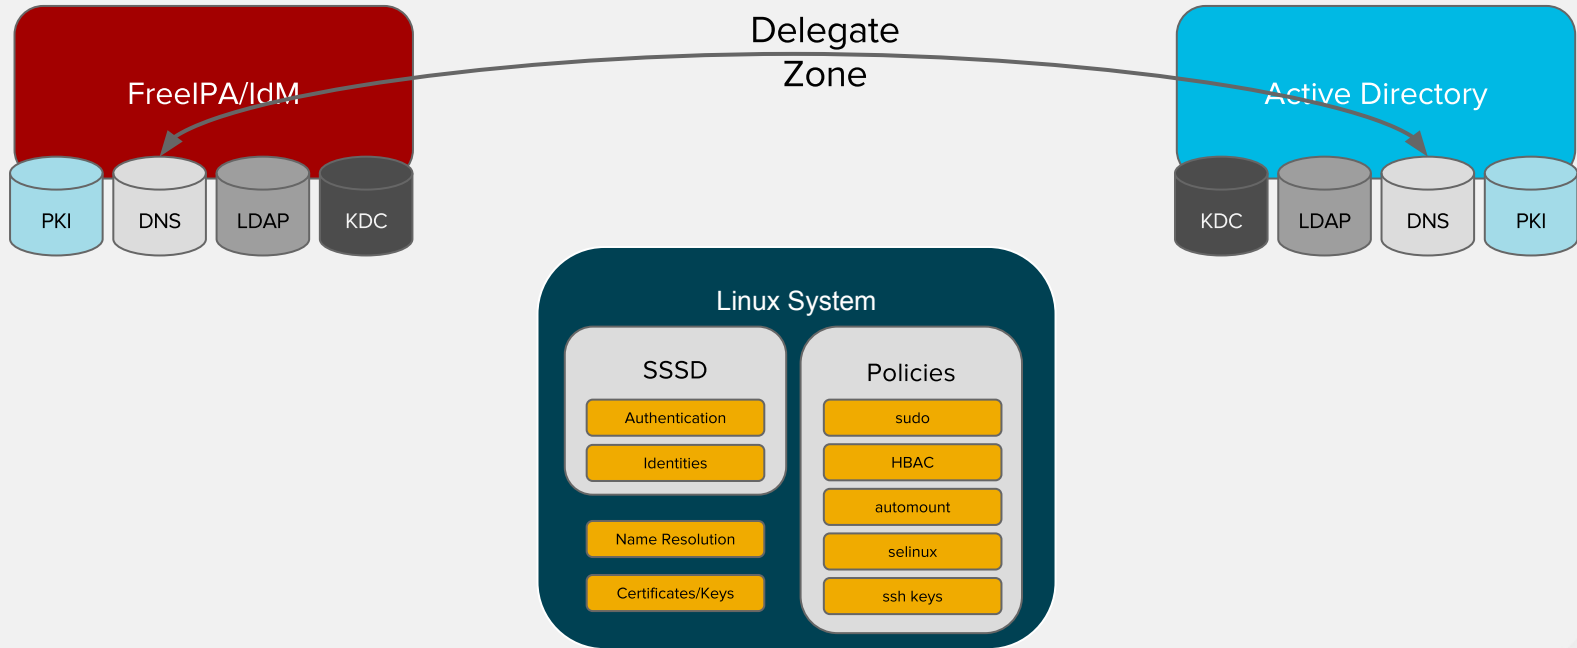 Delegate
Zone
FreeIPA/IdM
Active Directory
PKI
DNS
LDAP
KDC
KDC
LDAP
DNS
PKI
Linux System
SSSD
Authentication
Identities
Name Resolution
Certificates/Keys
Policies
sudo
HBAC
automount
selinux
ssh keys